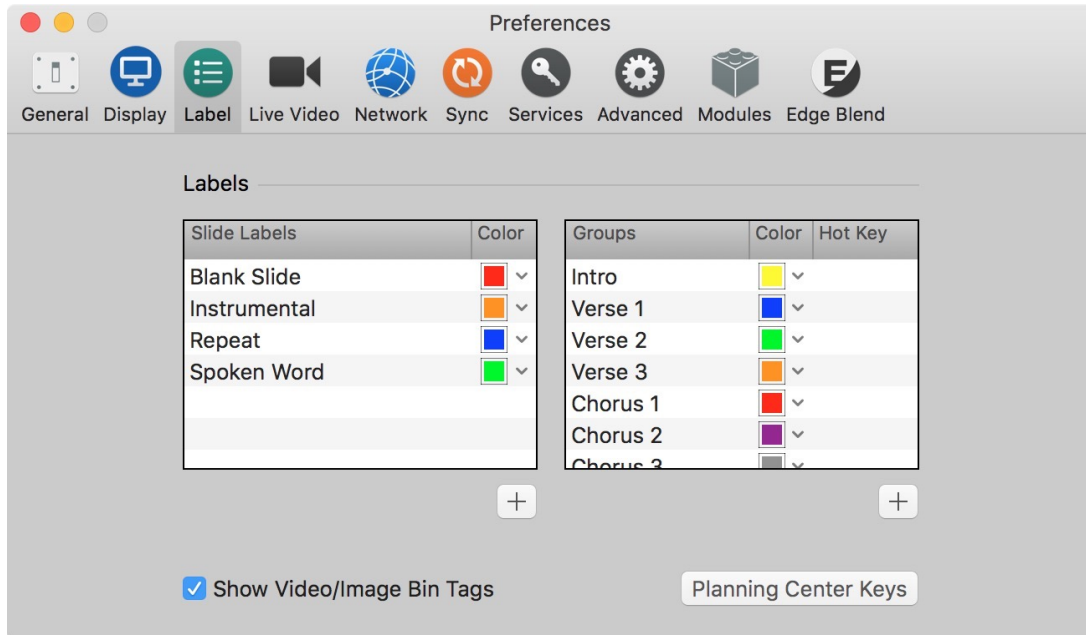 Preferences
General Display Label Live Video Network Sync Services Advanced Modules Edge Blend
Labels
Slide Labels Color
Blank Slide
Instrumental
Repeat
Spoken Word
Groups Color Hot Key
Intro
Verse 1
Verse 2
Verse 3
Chorus 1
Chorus 2
Chorus 3
Show Video/Image Bin Tags
Planning Center Keys